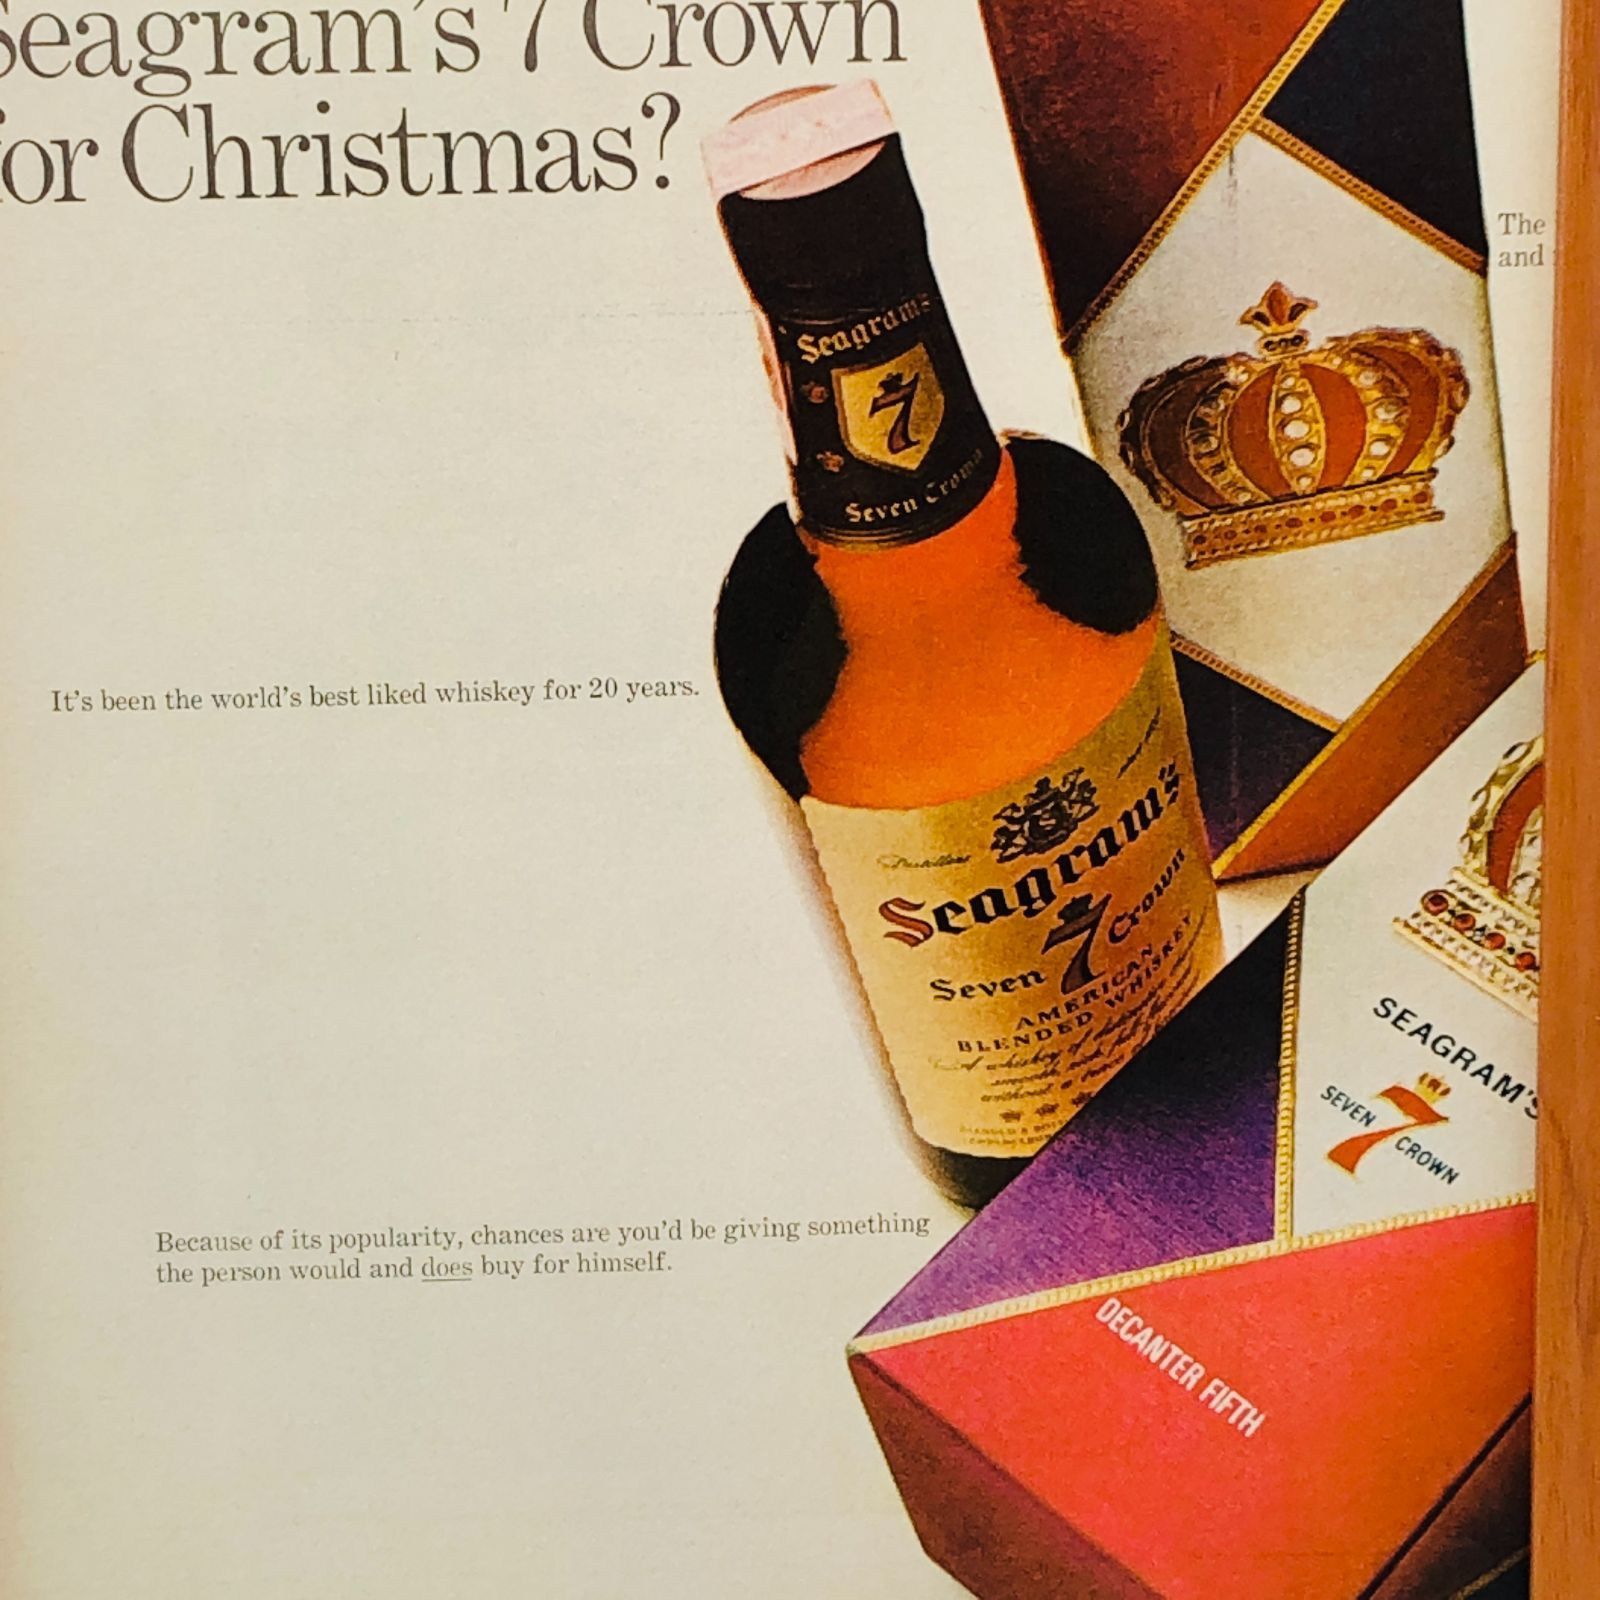 Seagram's 7 Crown
for Christmas?
The
and
It's been the world's best liked whiskey for 20 years.
Because of its popularity, chances are you'd be giving something
the person would and does buy for himself.
Seagram's
7
Seven Crown
Distillers
Seagram's
Seven 7 Crown
AMERICAN
BLENDED WHISKEY
SEAGRAM'S
SEVEN 7 CROWN
DECANTER FIFTH